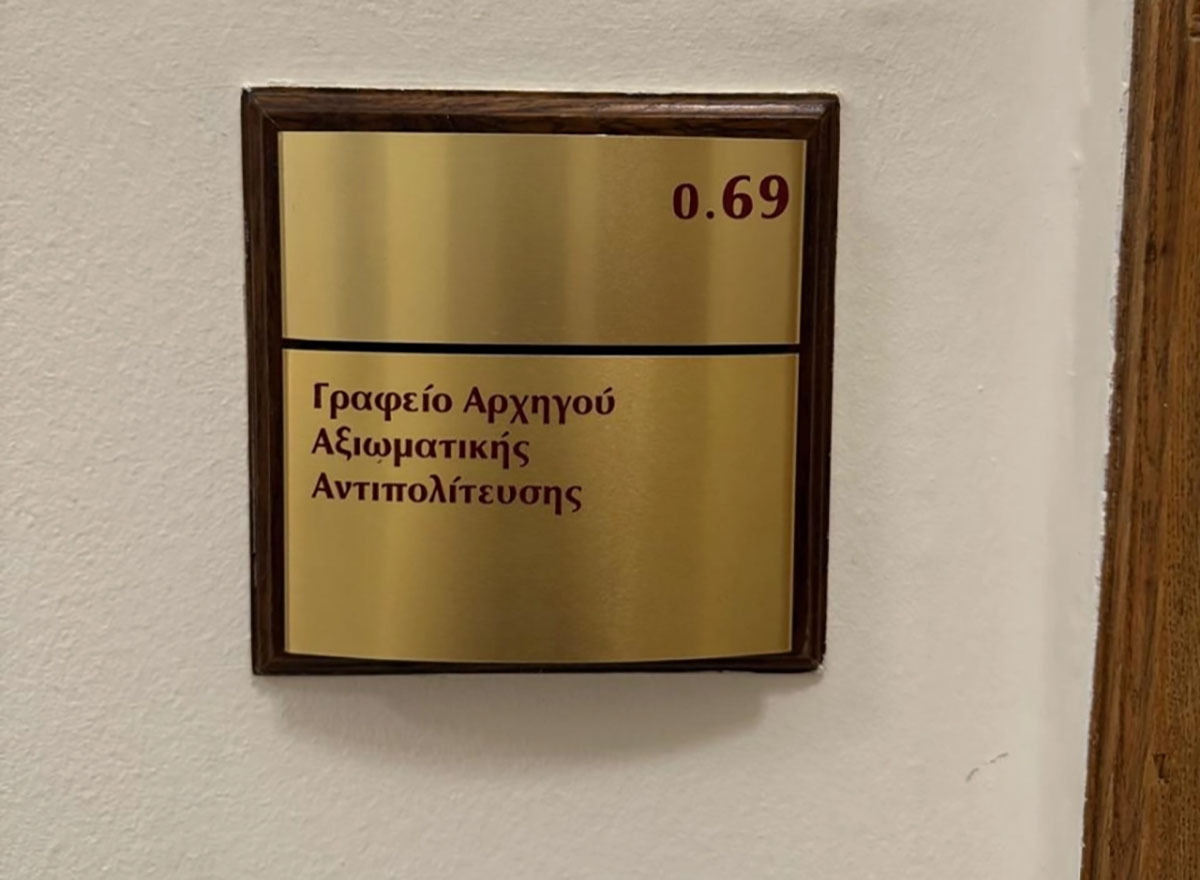 0.69
Γραφείο Αρχηγού
Αξιωματικής
Αντιπολίτευσης